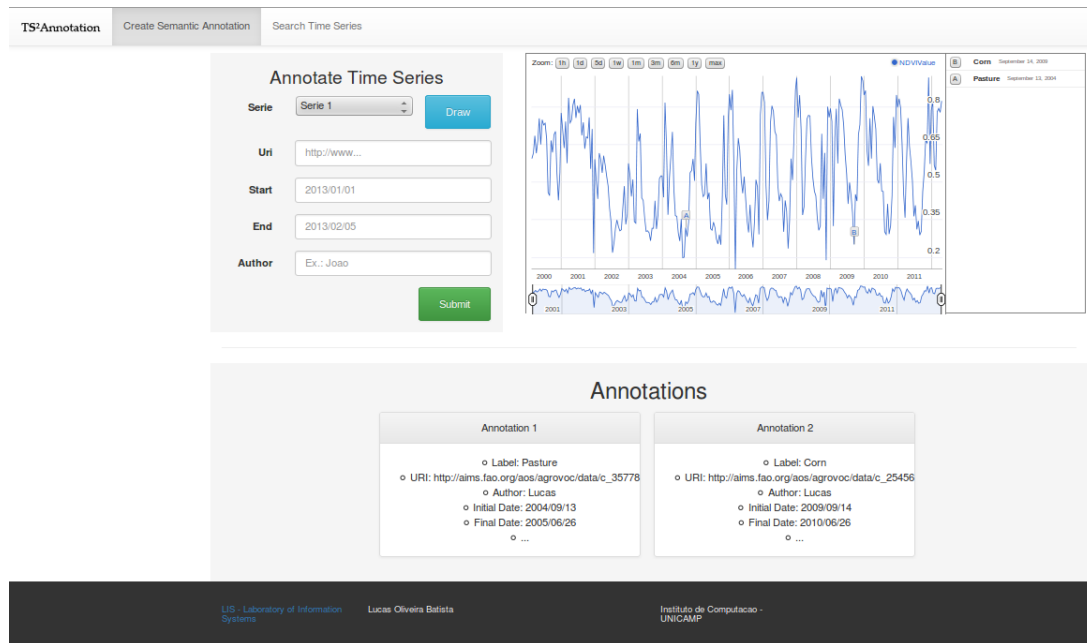 TS²Annotation
Create Semantic Annotation
Search Time Series
Annotate Time Series
Serie
Serie 1
Draw
Uri
http://www...
Start
2013/01/01
End
2013/02/05
Author
Ex.: Joao
Submit
Zoom: 1h 1d 5d 1w 1m 3m 6m 1y max
NDVIValue
0.8
0.65
0.5
0.35
0.2
A
B
2000 2001 2002 2003 2004 2005 2006 2007 2008 2009 2010 2011
2001 2003 2005 2007 2009 2011
B Corn September 14, 2009
A Pasture September 13, 2004
Annotations
Annotation 1
Label: Pasture
URI: http://aims.fao.org/aos/agrovoc/data/c_35778
Author: Lucas
Initial Date: 2004/09/13
Final Date: 2005/06/26
...
Annotation 2
Label: Corn
URI: http://aims.fao.org/aos/agrovoc/data/c_25456
Author: Lucas
Initial Date: 2009/09/14
Final Date: 2010/06/26
...
LIS - Laboratory of Information
Systems
Lucas Oliveira Batista
Instituto de Computacao -
UNICAMP